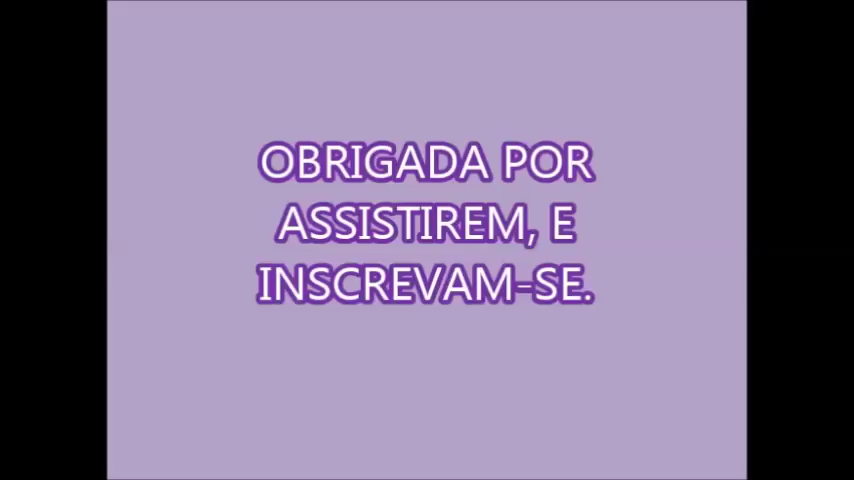 OBRIGADA POR
ASSISTIREM, E
INSCREVAM-SE.